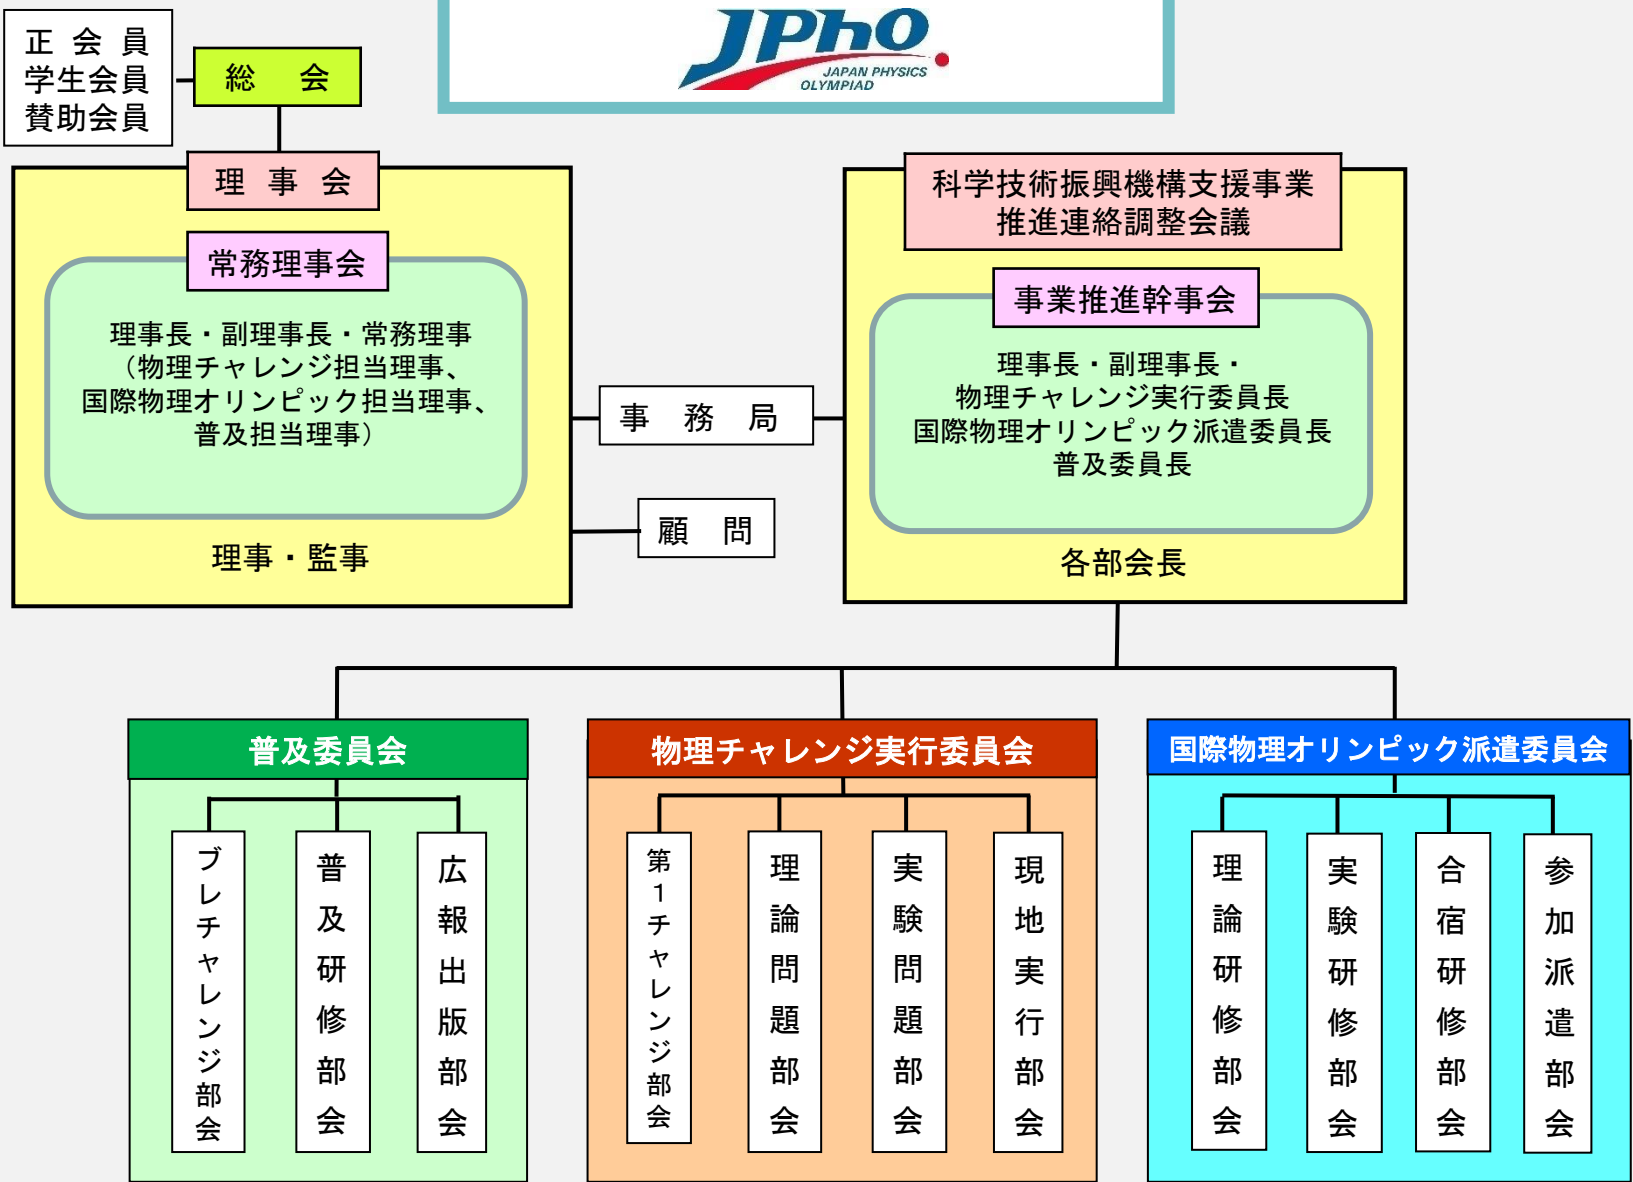 JPhO
JAPAN PHYSICS
OLYMPIAD
正会員
学生会員
賛助会員
総会
理事会
常務理事会
理事長・副理事長・常務理事
(物理チャレンジ担当理事、
国際物理オリンピック担当理事、
普及担当理事)
理事・監事
事務局
顧問
科学技術振興機構支援事業
推進連絡調整会議
事業推進幹事会
理事長・副理事長・
物理チャレンジ実行委員長
国際物理オリンピック派遣委員長
普及委員長
各部会長
普及委員会
プレチャレンジ部会
普及研修部会
広報出版部会
物理チャレンジ実行委員会
第1チャレンジ部会
理論問題部会
実験問題部会
現地実行部会
国際物理オリンピック派遣委員会
理論研修部会
実験研修部会
合宿研修部会
参加派遣部会